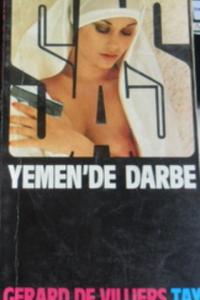 SAS
YEMEN'DE DARBE
GERARD DE VILLIERS TAY